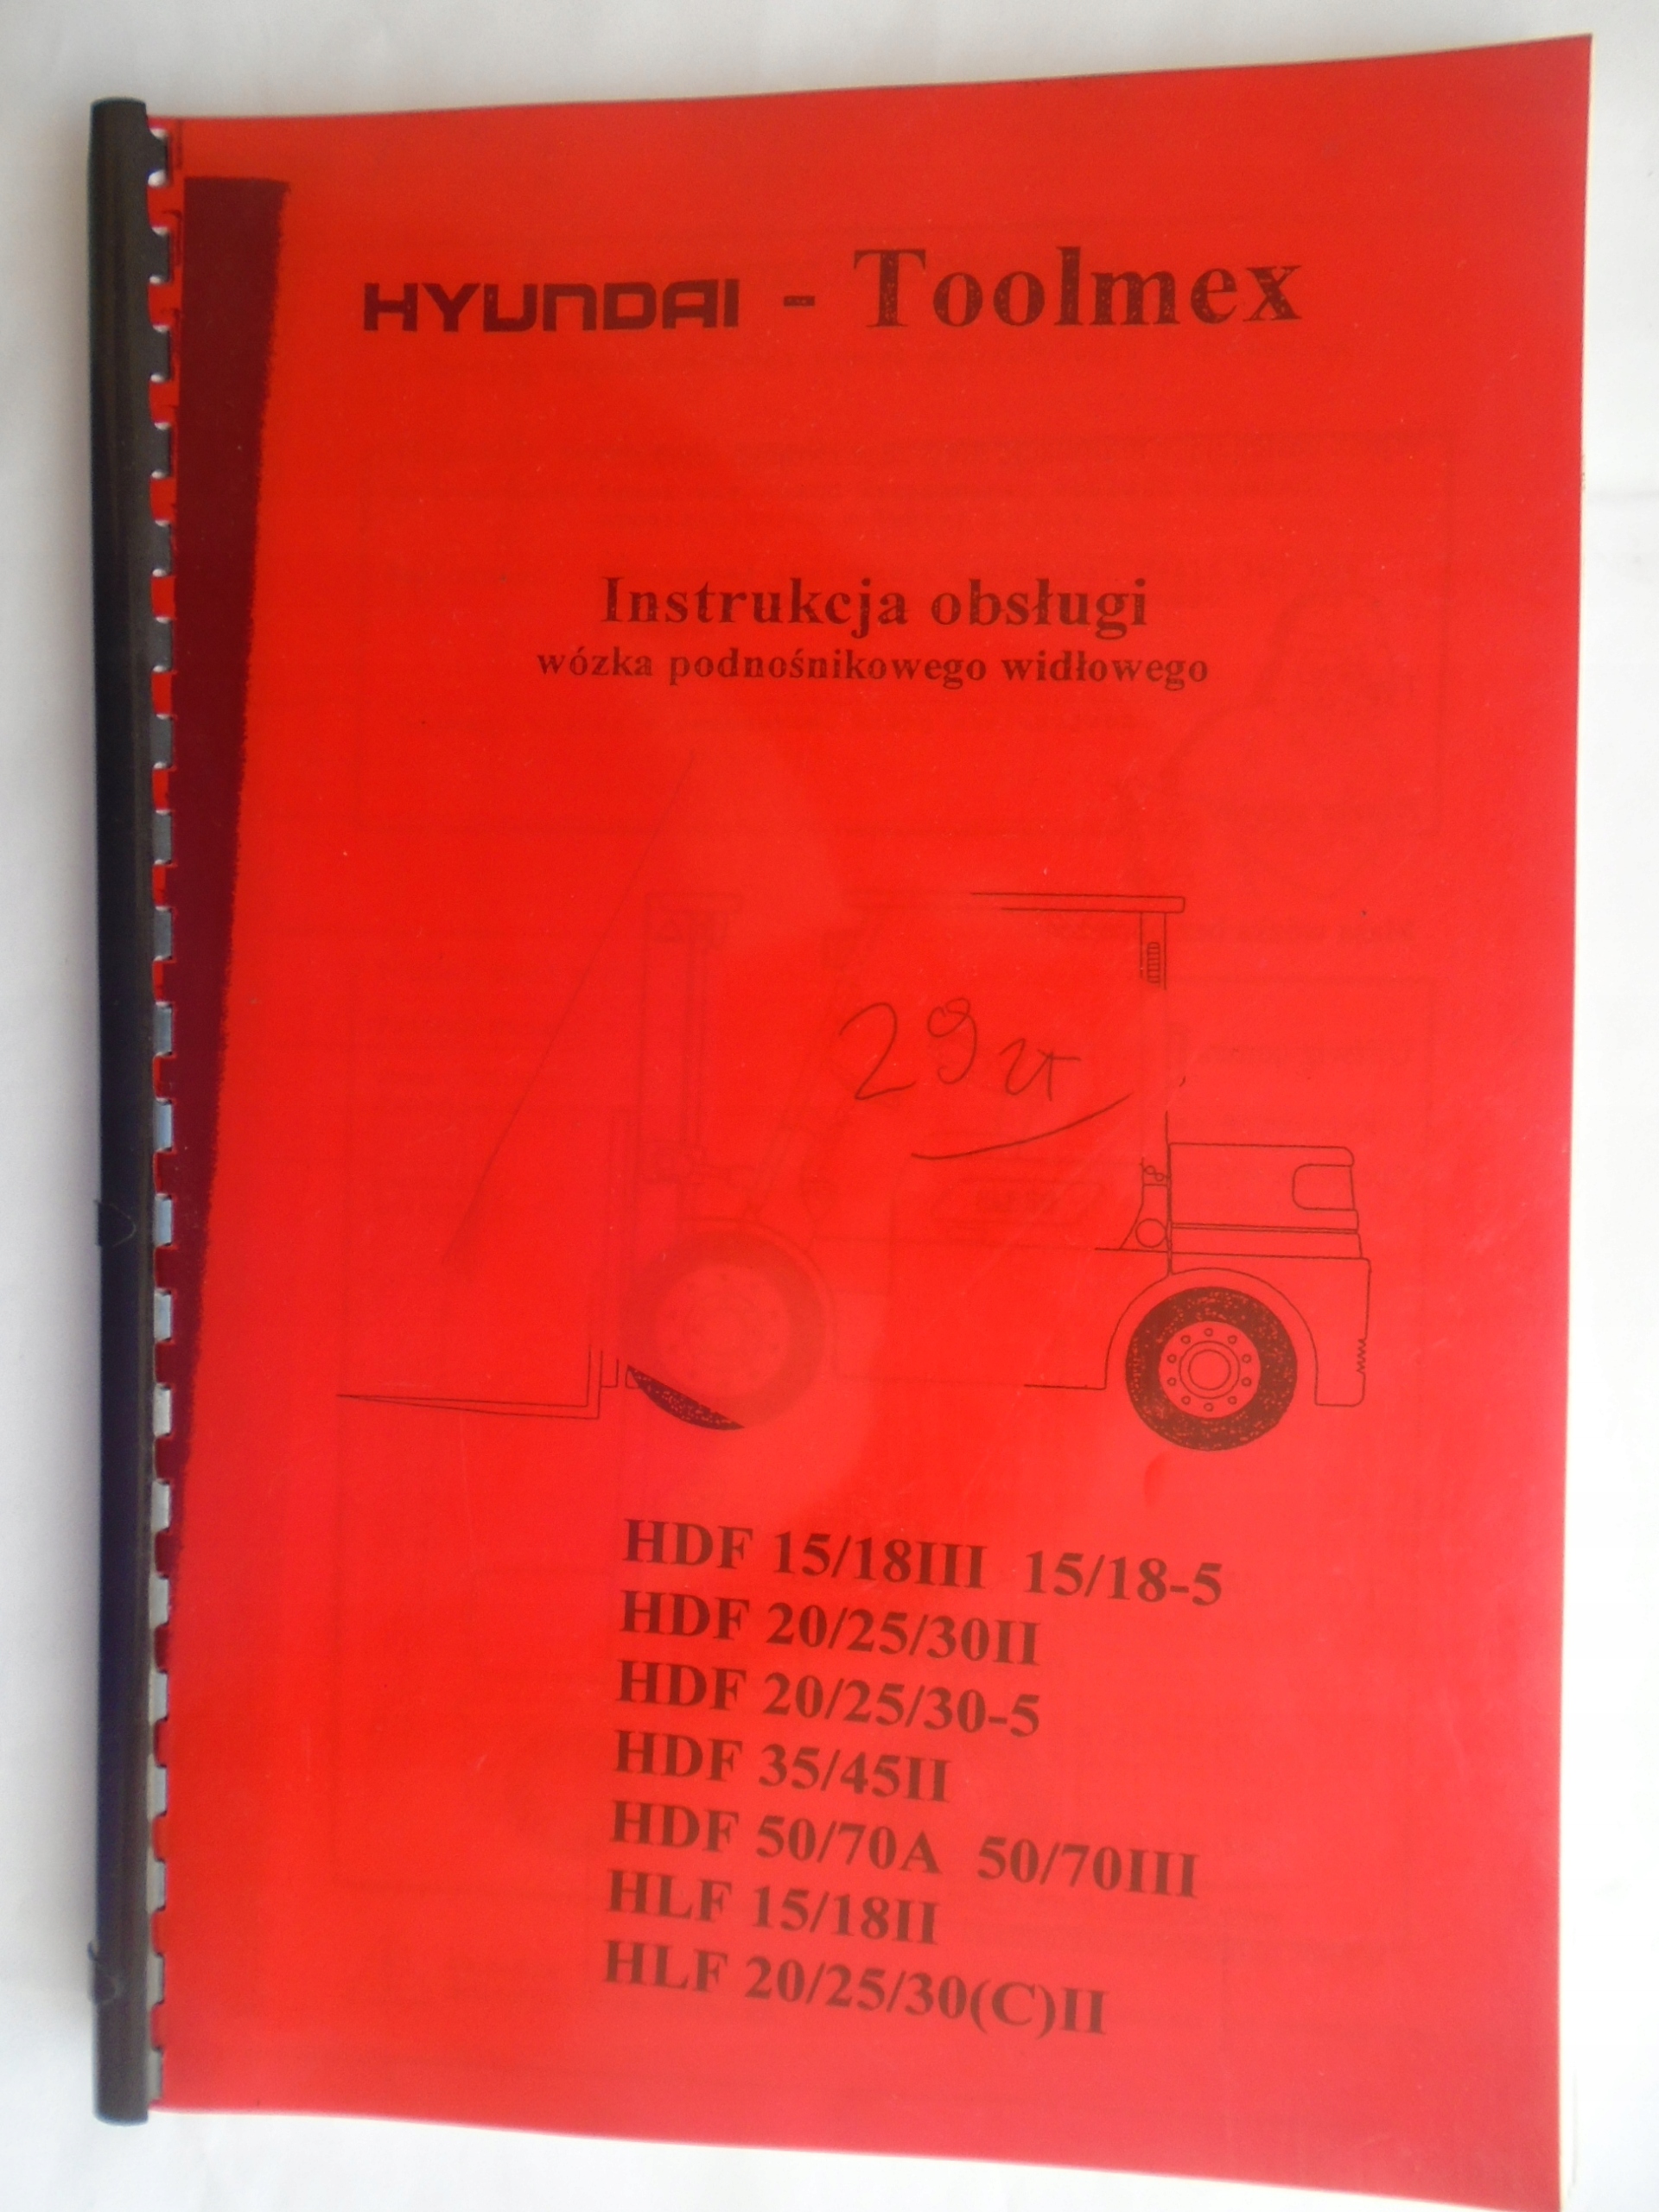 HYUNDAI - Toolmex
Instrukcja obsługi
wózka podnośnikowego widłowego
29 zł
HDF 15/18III 15/18-5
HDF 20/25/30II
HDF 20/25/30-5
HDF 35/45II
HDF 50/70A 50/70III
HLF 15/18II
HLF 20/25/30(C)II